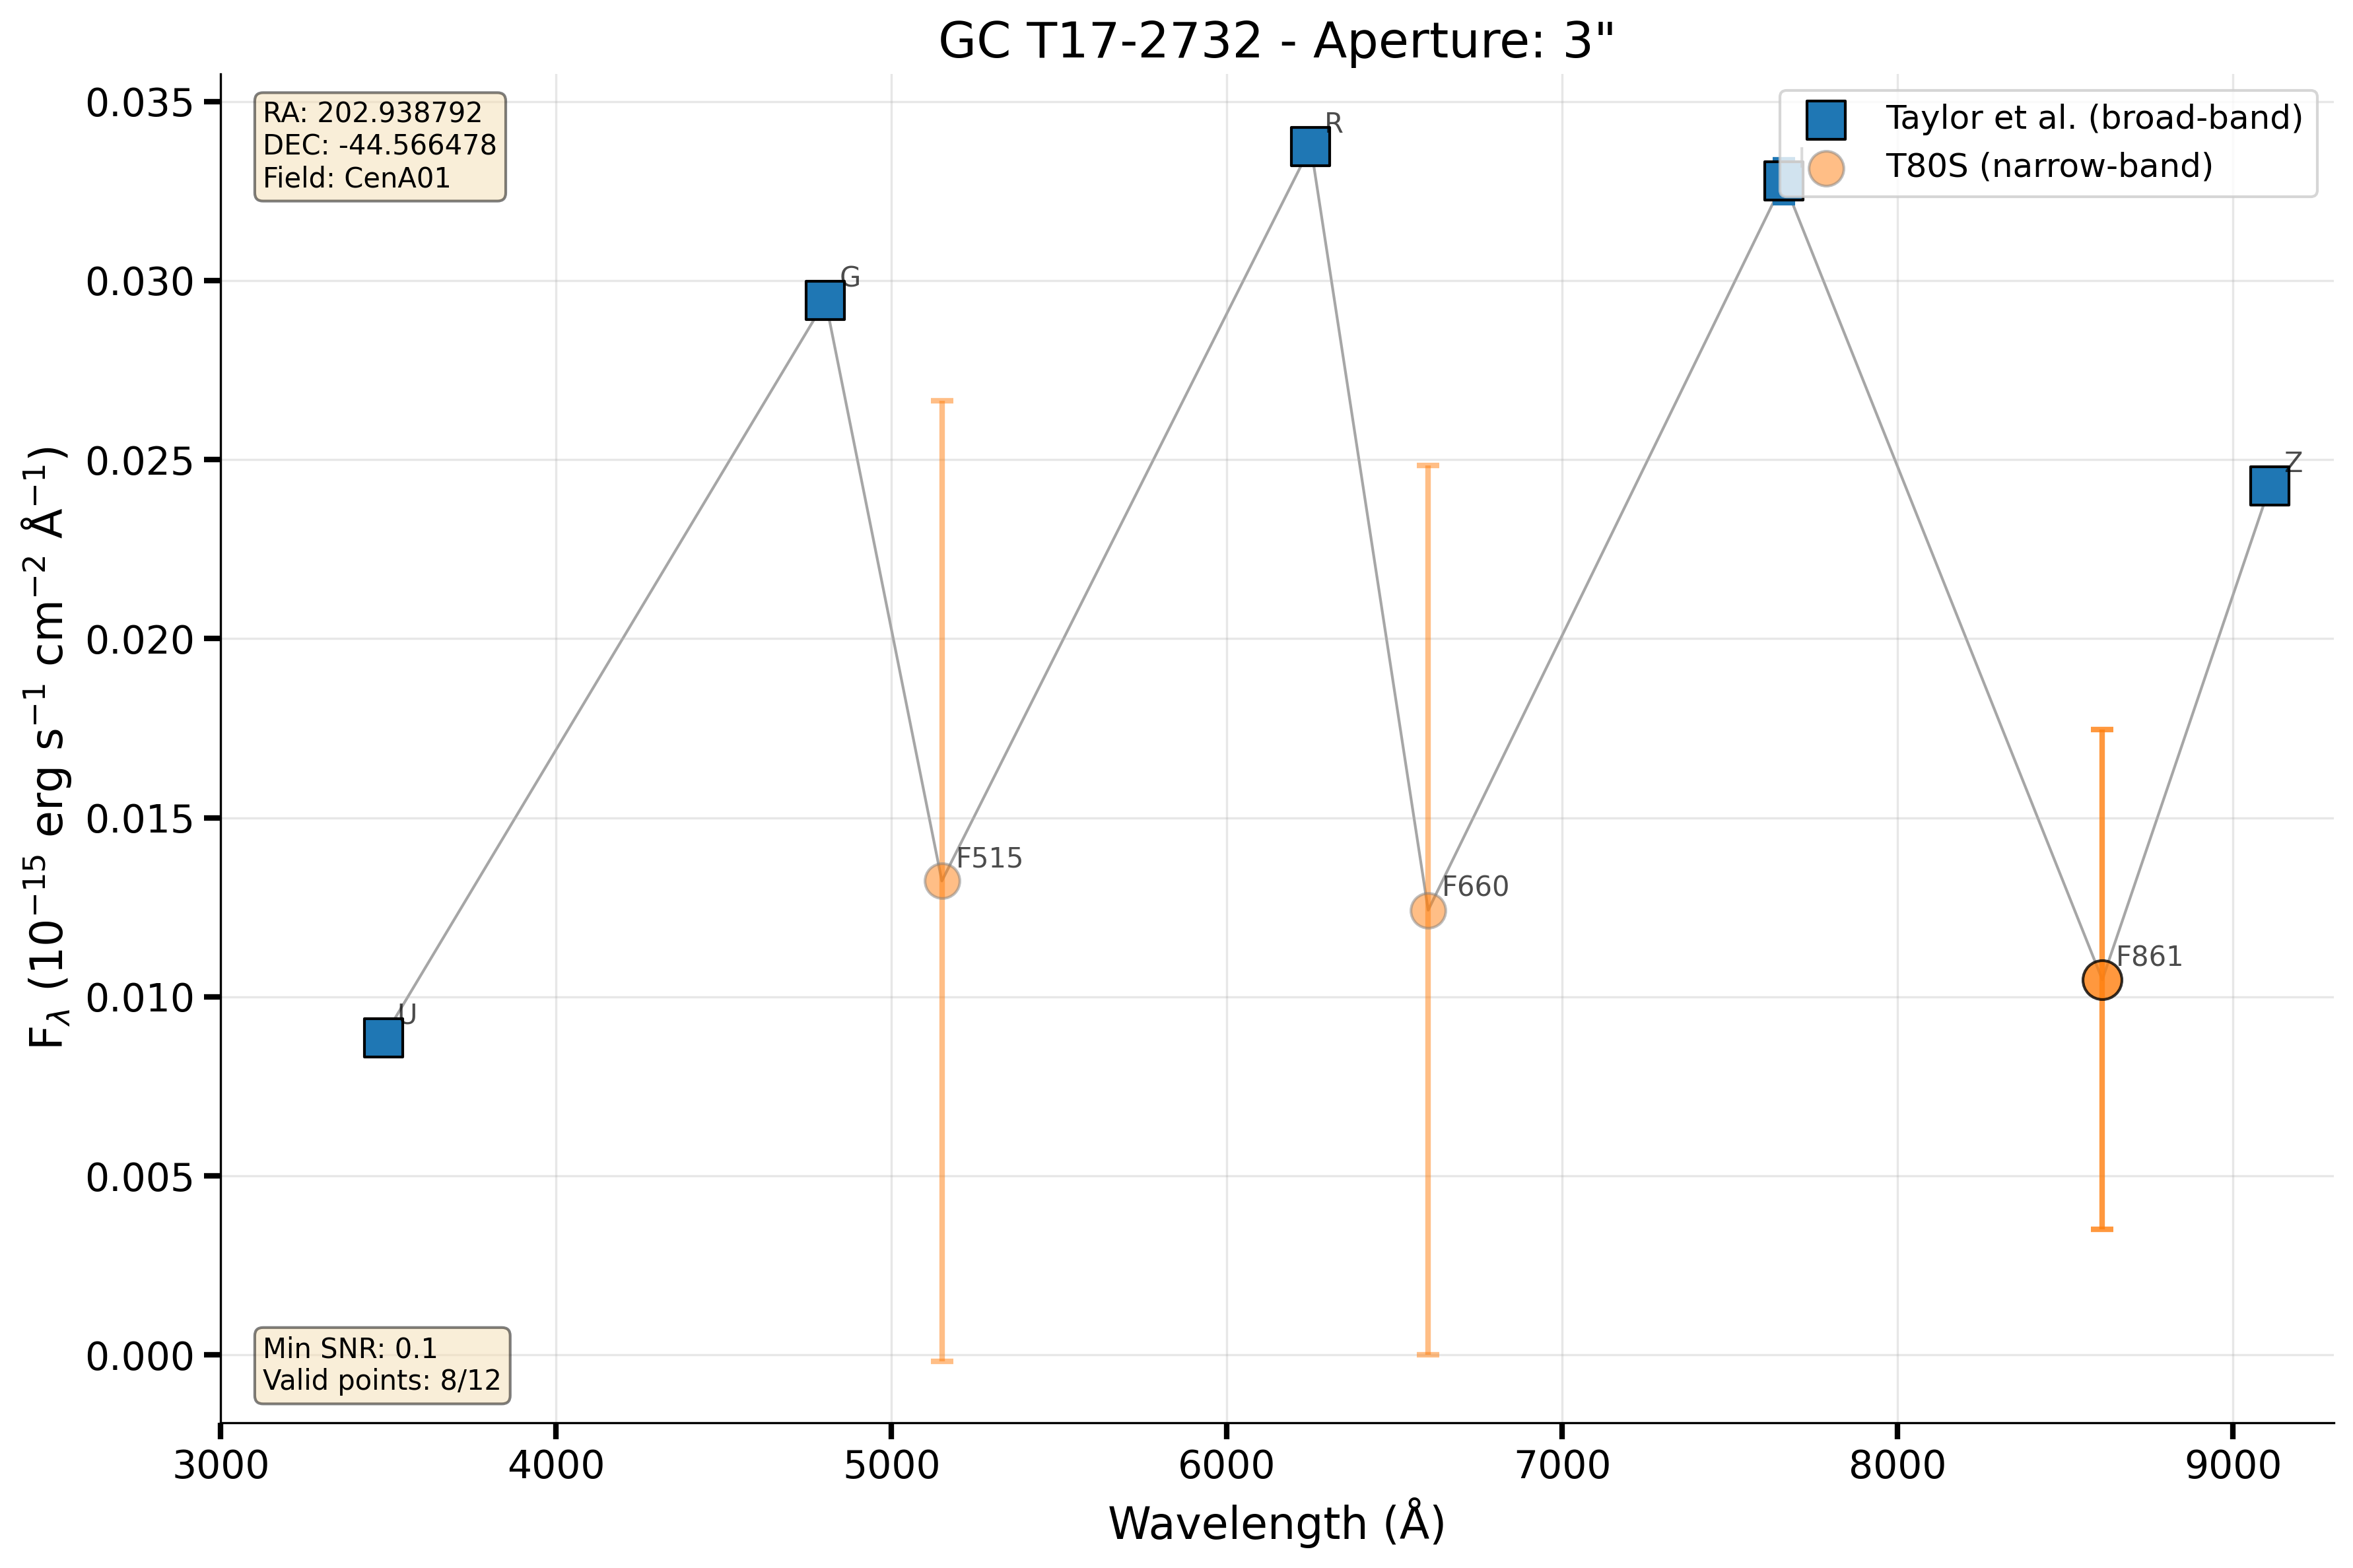 GC T17-2732 - Aperture: 3"
RA: 202.938792
DEC: -44.566478
Field: CenA01
Taylor et al. (broad-band)
T80S (narrow-band)
0.035
0.030
0.025
0.020
0.015
0.010
0.005
0.000
F_λ (10⁻¹⁵ erg s⁻¹ cm⁻² Å⁻¹)
U
G
F515
R
F660
F861
Z
Min SNR: 0.1
Valid points: 8/12
3000 4000 5000 6000 7000 8000 9000
Wavelength (Å)